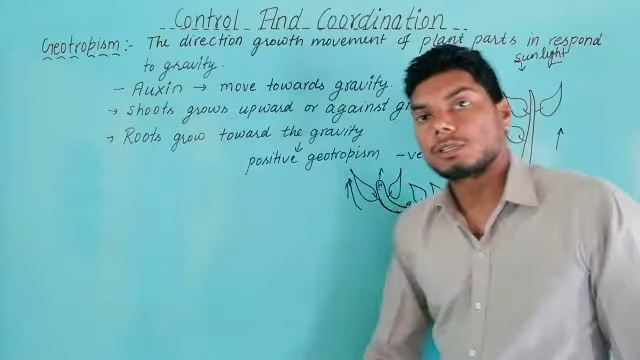 Control And Coordination
Geotropism :- The direction growth movement of plant parts in respond
sunlight
to gravity.
- Auxin → move towards gravity.
→ Shoots grows upward or against
→ Roots grow toward the gravity
positive geotropism -ve